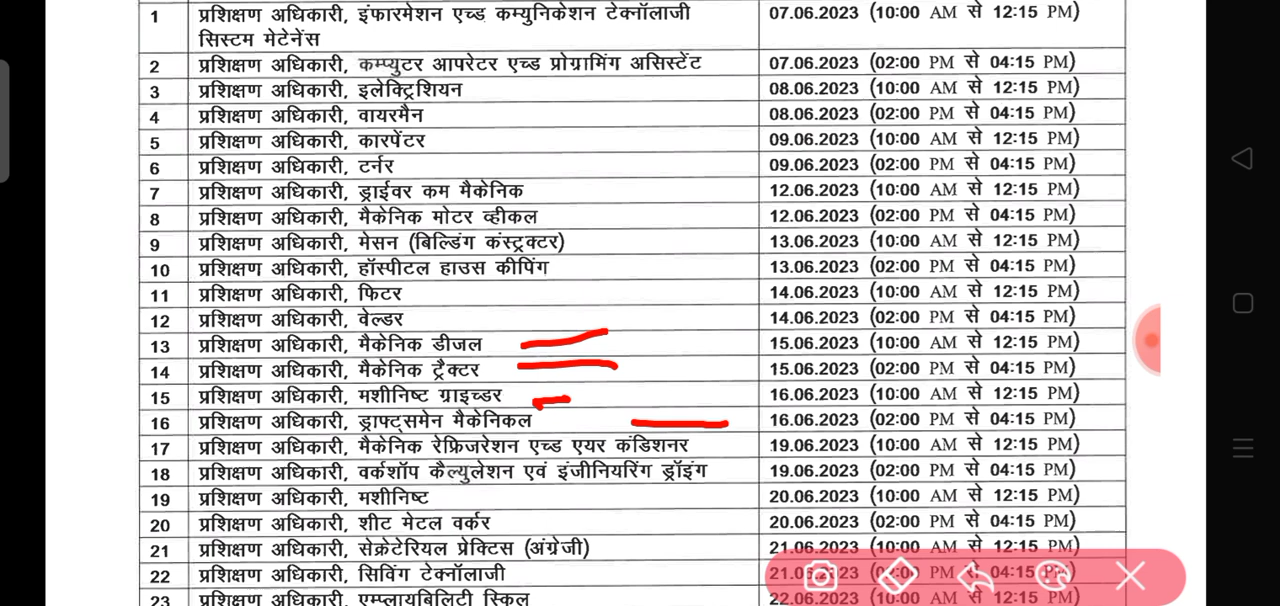 1 प्रशिक्षण अधिकारी, इंफारमेशन एच्ड कम्युनिकेशन टेक्नॉलाजी 07.06.2023 (10:00 AM से 12:15 PM)
सिस्टम मेटेनेंस
2 प्रशिक्षण अधिकारी, कम्प्युटर आपरेटर एच्ड प्रोग्रामिंग असिस्टेंट 07.06.2023 (02:00 PM से 04:15 PM)
3 प्रशिक्षण अधिकारी, इलेक्ट्रिशियन 08.06.2023 (10:00 AM से 12:15 PM)
4 प्रशिक्षण अधिकारी, वायरमैन 08.06.2023 (02:00 PM से 04:15 PM)
5 प्रशिक्षण अधिकारी, कारपेंटर 09.06.2023 (10:00 AM से 12:15 PM)
6 प्रशिक्षण अधिकारी, टर्नर 09.06.2023 (02:00 PM से 04:15 PM)
7 प्रशिक्षण अधिकारी, ड्राईवर कम मैकेनिक 12.06.2023 (10:00 AM से 12:15 PM)
8 प्रशिक्षण अधिकारी, मैकेनिक मोटर व्हीकल 12.06.2023 (02:00 PM से 04:15 PM)
9 प्रशिक्षण अधिकारी, मेसन (बिल्डिंग कंस्ट्रक्टर) 13.06.2023 (10:00 AM से 12:15 PM)
10 प्रशिक्षण अधिकारी, हॉस्पीटल हाउस कीपिंग 13.06.2023 (02:00 PM से 04:15 PM)
11 प्रशिक्षण अधिकारी, फिटर 14.06.2023 (10:00 AM से 12:15 PM)
12 प्रशिक्षण अधिकारी, वेल्डर 14.06.2023 (02:00 PM से 04:15 PM)
13 प्रशिक्षण अधिकारी, मैकेनिक डीजल 15.06.2023 (10:00 AM से 12:15 PM)
14 प्रशिक्षण अधिकारी, मैकेनिक ट्रैक्टर 15.06.2023 (02:00 PM से 04:15 PM)
15 प्रशिक्षण अधिकारी, मशीनिष्ट ग्राइच्डर 16.06.2023 (10:00 AM से 12:15 PM)
16 प्रशिक्षण अधिकारी, ड्राफ्ट्समेन मैकेनिकल 16.06.2023 (02:00 PM से 04:15 PM)
17 प्रशिक्षण अधिकारी, मैकेनिक रेफ्रिजरेशन एच्ड एयर कंडिशनर 19.06.2023 (10:00 AM से 12:15 PM)
18 प्रशिक्षण अधिकारी, वर्कशॉप कैल्युलेशन एवं इंजीनियरिंग ड्रॉइंग 19.06.2023 (02:00 PM से 04:15 PM)
19 प्रशिक्षण अधिकारी, मशीनिष्ट 20.06.2023 (10:00 AM से 12:15 PM)
20 प्रशिक्षण अधिकारी, शीट मेटल वर्कर 20.06.2023 (02:00 PM से 04:15 PM)
21 प्रशिक्षण अधिकारी, सेक्रेटेरियल प्रेक्टिस (अंग्रेजी) 21.06.2023 (10:00 AM से 12:15 PM)
22 प्रशिक्षण अधिकारी, सिविंग टेक्नॉलाजी 21.06.2023 (02:00 PM से 04:15 PM)
23 प्रशिक्षण अधिकारी, एम्प्लायबिलिटी स्किल 22.06.2023 (10:00 AM से 12:15 PM)